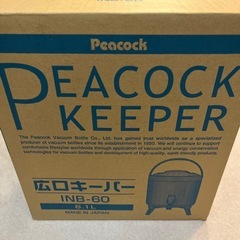 Peacock
PEACOCK
KEEPER
The Peacock Vacuum Bottle Co., Ltd. has gained trust worldwide as a specialized
producer of vacuum bottles since its establishment in 1950. We will continue to support
comfortable lifestyles through utilization of vacuum and energy conservation
technologies for vacuum bottles and development of high-quality, user-friendly products.
広口キーパー
INB-60
6.1L
MADE IN JAPAN